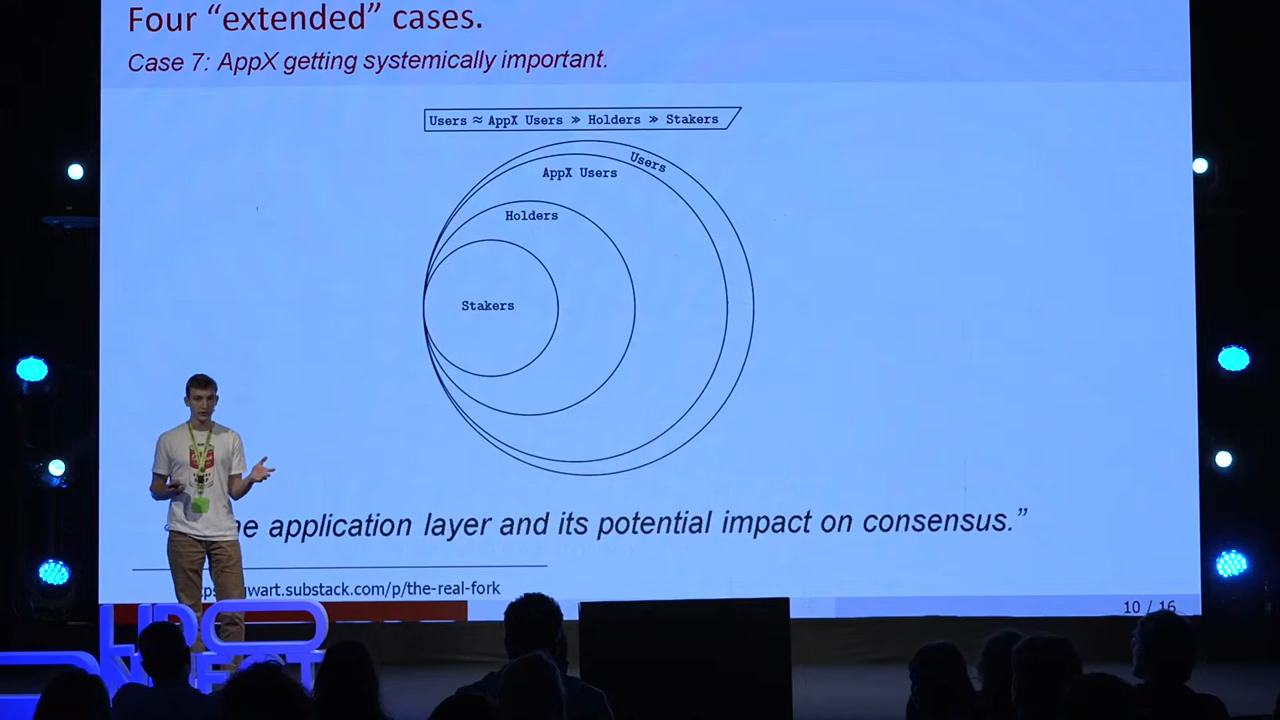 Four “extended” cases.
Case 7: AppX getting systemically important.
Users ≈ AppX Users ≫ Holders ≫ Stakers
Users
AppX Users
Holders
Stakers
application layer and its potential impact on consensus.”
.substack.com/p/the-real-fork
10 / 16